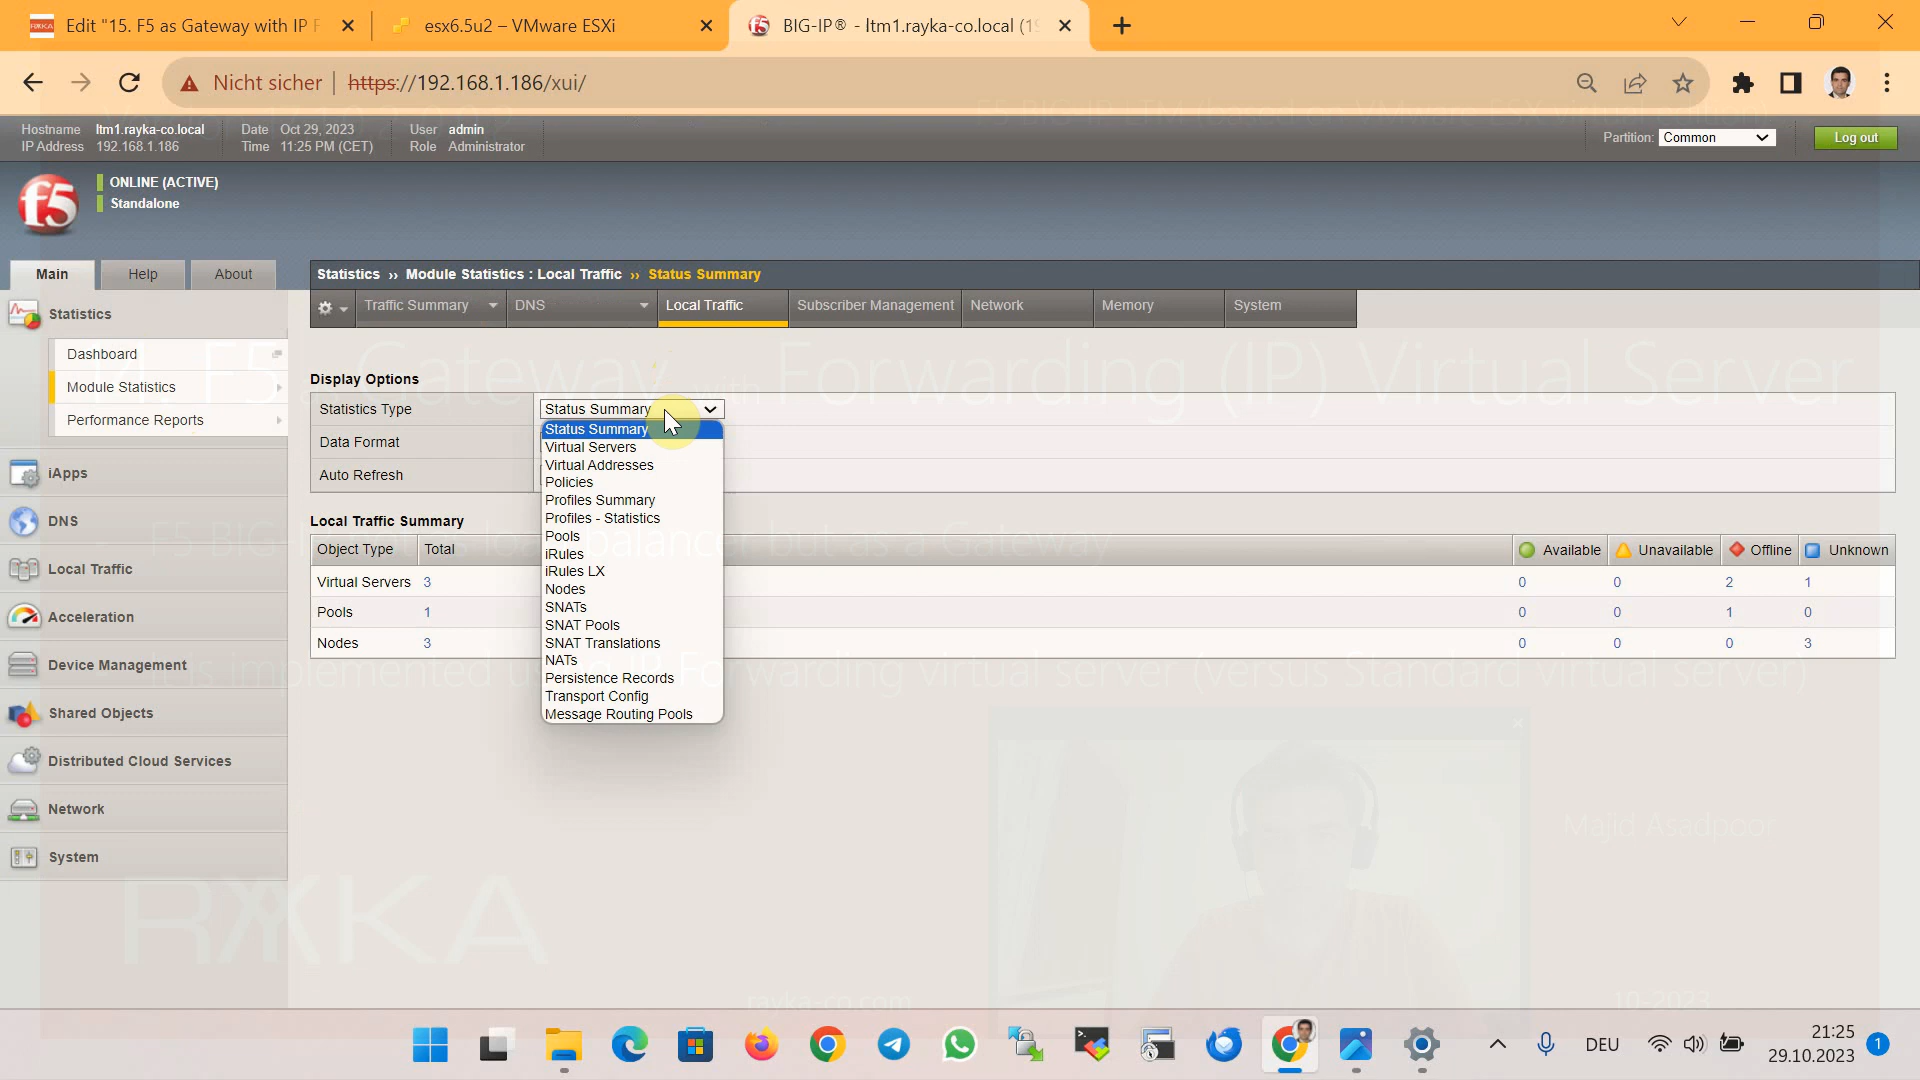 Edit "15. F5 as Gateway with IP F
esx6.5u2 – VMware ESXi
BIG-IP® - ltm1.rayka-co.local (19
Nicht sicher
https://192.168.1.186/xui/
Hostname ltm1.rayka-co.local
Date Oct 29, 2023
User admin
IP Address 192.168.1.186
Time 11:25 PM (CET)
Role Administrator
Partition: Common
Log out
f5
ONLINE (ACTIVE)
Standalone
Main
Help
About
Statistics ›› Module Statistics : Local Traffic ›› Status Summary
Traffic Summary
DNS
Local Traffic
Subscriber Management
Network
Memory
System
Statistics
Dashboard
Module Statistics
Performance Reports
iApps
DNS
Local Traffic
Acceleration
Device Management
Shared Objects
Distributed Cloud Services
Network
System
Display Options
Statistics Type
Status Summary
Data Format
Auto Refresh
Status Summary
Virtual Servers
Virtual Addresses
Policies
Profiles Summary
Profiles - Statistics
Pools
iRules
iRules LX
Nodes
SNATs
SNAT Pools
SNAT Translations
NATs
Persistence Records
Transport Config
Message Routing Pools
Local Traffic Summary
Object Type Total Available Unavailable Offline Unknown
Virtual Servers 3 0 0 2 1
Pools 1 0 0 1 0
Nodes 3 0 0 0 3
F5 Gateway with Forwarding (IP) Virtual Server
F5 BIG-IP balancer but as a Gateway
implemented IP Forwarding virtual server (versus Standard virtual server)
Majid Asadpoor
RAYKA
rayka-co.com
10-2023
DEU
21:25
29.10.2023
1